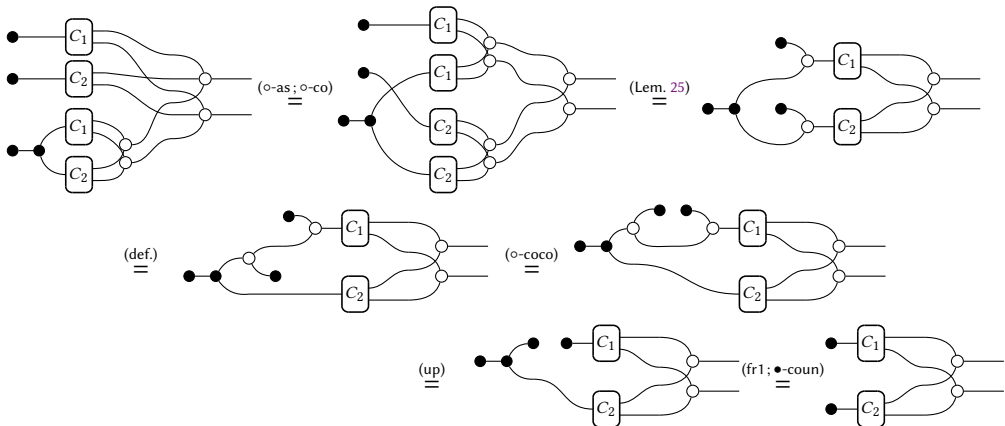 C₁ C₂ C₁ C₂ (○-as ; ○-co) = C₁ C₁ C₂ C₂ (Lem. 25) = C₁ C₂
(def.) = C₁ C₂ (○-coco) = C₁ C₂
(up) = C₁ C₂ (fr1 ; ●-coun) = C₁ C₂